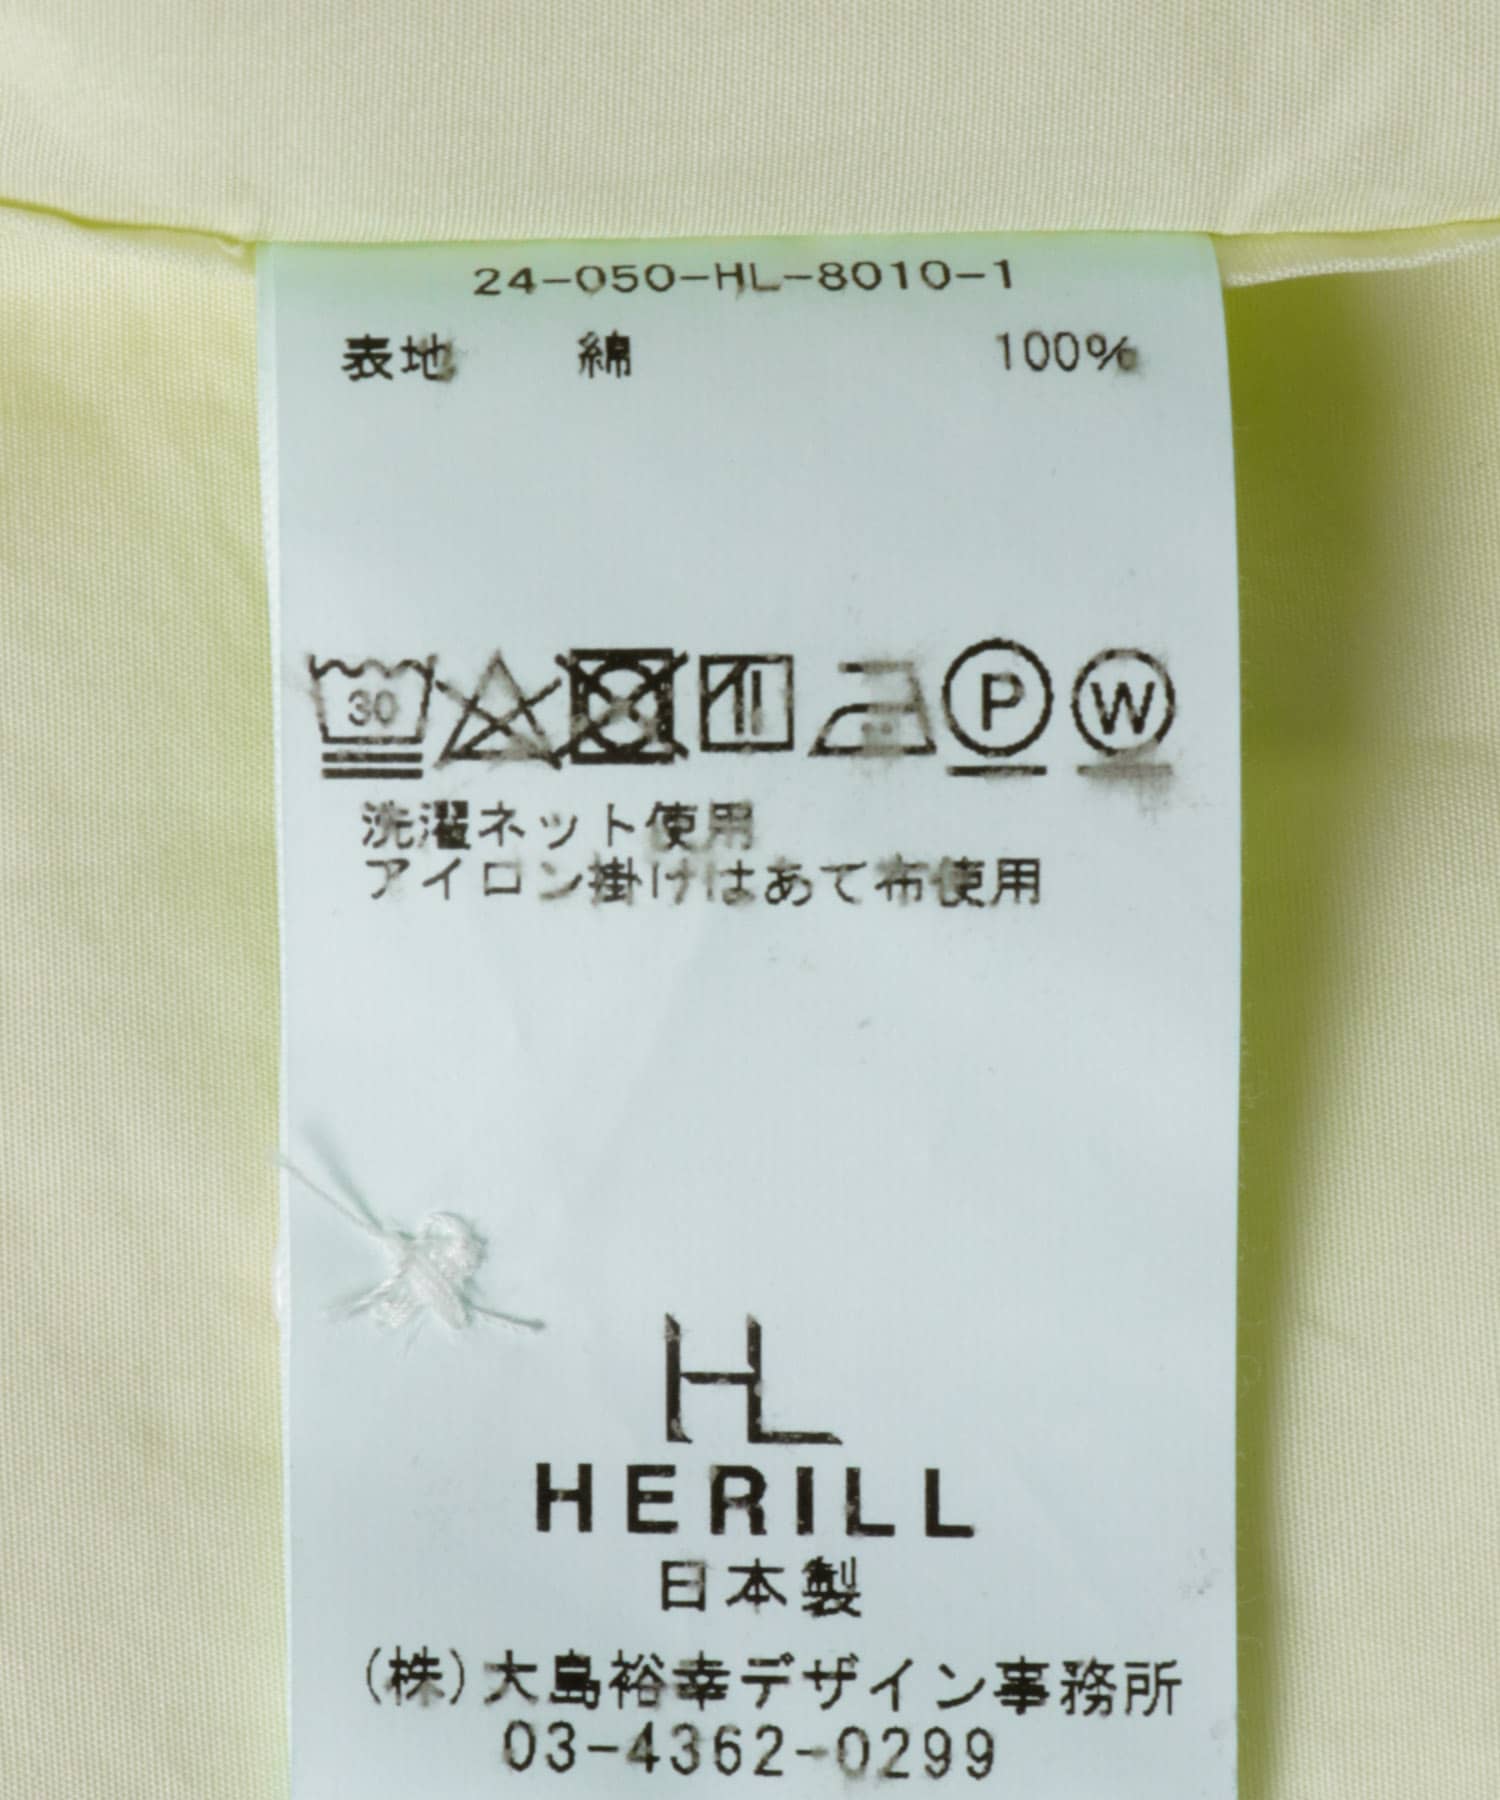 24-050-HL-8010-1
表地 綿 100%
30 P W
洗濯ネット使用
アイロン掛けはあて布使用
HL
HERILL
日本製
(株)大島裕幸デザイン事務所
03-4362-0299